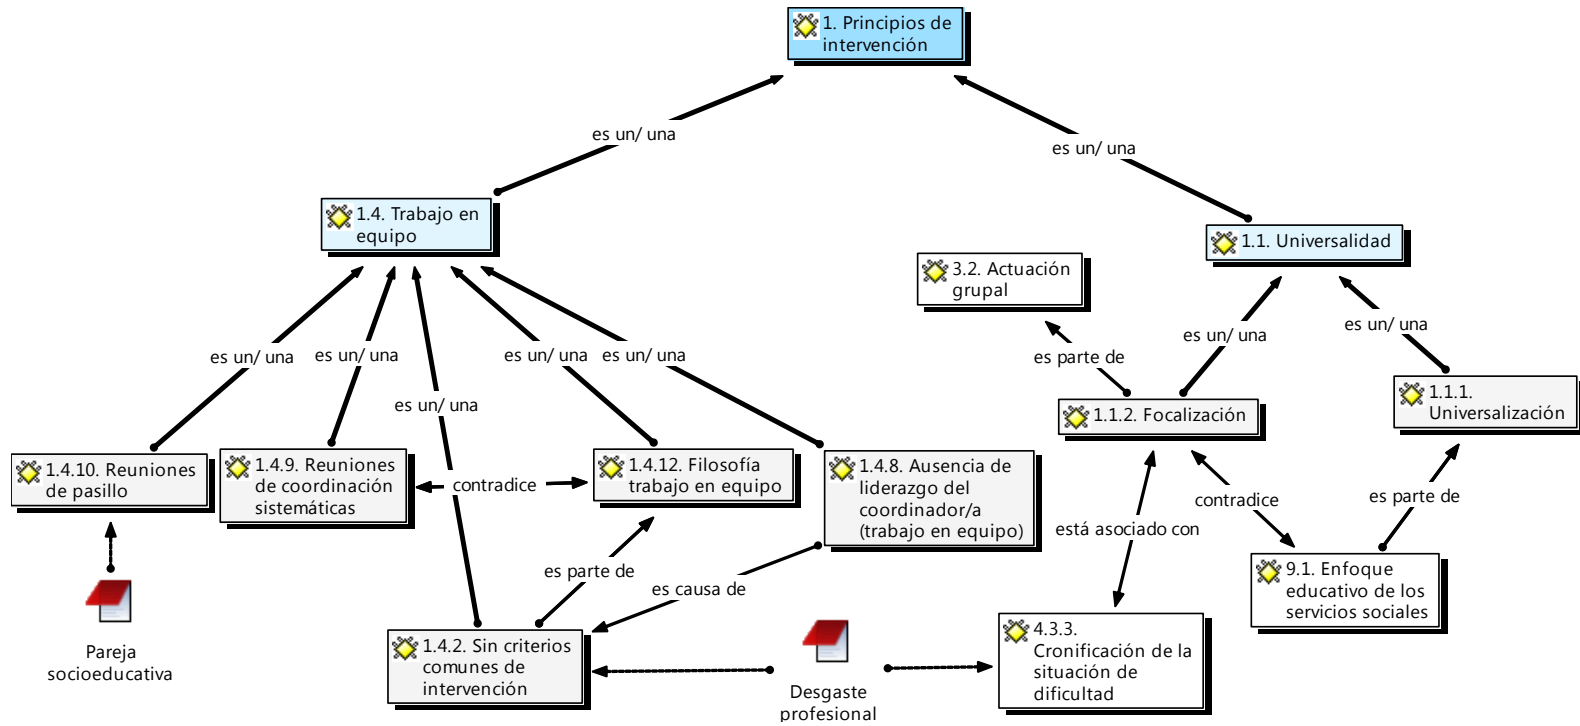 1. Principios de
intervención
es un/ una
es un/ una
1.4. Trabajo en
equipo
1.1. Universalidad
3.2. Actuación
grupal
es un/ una
es un/ una
es un/ una
es un/ una
es un/ una
es parte de
es un/ una
es un/ una
1.1.2. Focalización
1.1.1.
Universalización
1.4.10. Reuniones
de pasillo
1.4.9. Reuniones
de coordinación
sistemáticas
contradice
1.4.12. Filosofía
trabajo en equipo
1.4.8. Ausencia de
liderazgo del
coordinador/a
(trabajo en equipo)
está asociado con
contradice
es parte de
es parte de
es causa de
9.1. Enfoque
educativo de los
servicios sociales
Pareja
socioeducativa
1.4.2. Sin criterios
comunes de
intervención
Desgaste
profesional
4.3.3.
Cronificación de la
situación de
dificultad